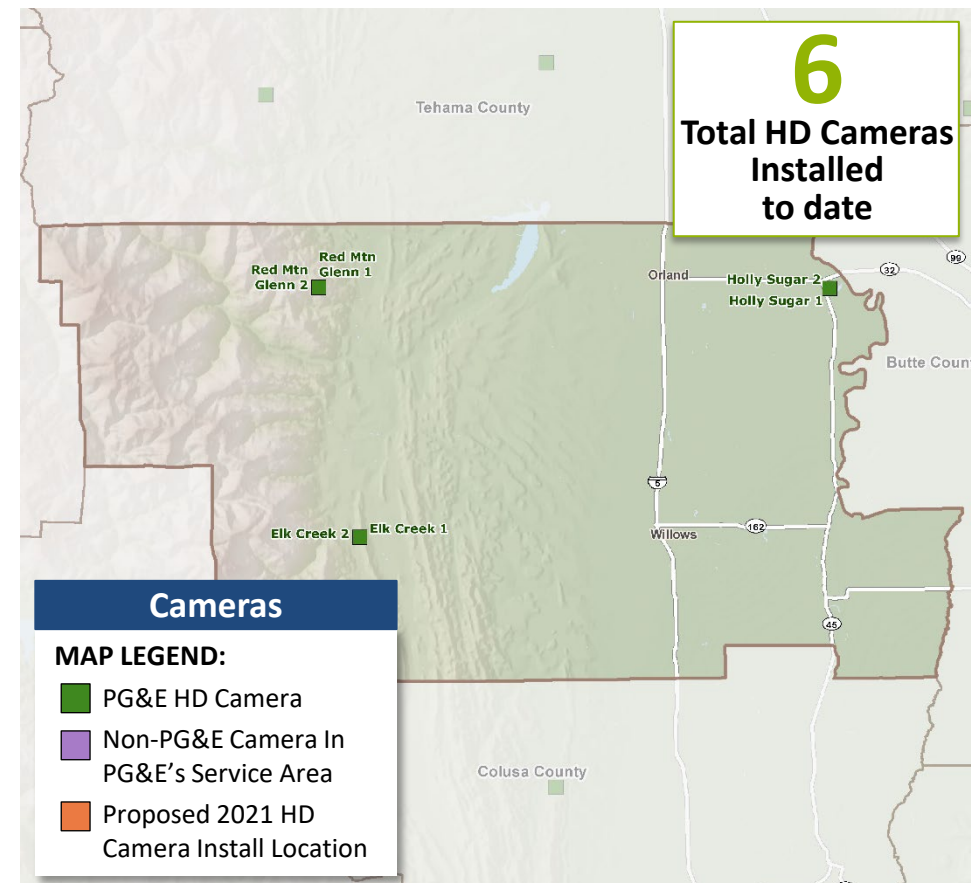 6
Total HD Cameras
Installed
to date
Tehama County
99
32
Red Mtn
Glenn 1
Red Mtn
Glenn 2
Orland
Holly Sugar 2
Holly Sugar 1
5
162
Willows
Elk Creek 2
Elk Creek 1
45
Butte Coun
Colusa County
Cameras
MAP LEGEND:
PG&E HD Camera
Non-PG&E Camera In
PG&E’s Service Area
Proposed 2021 HD
Camera Install Location